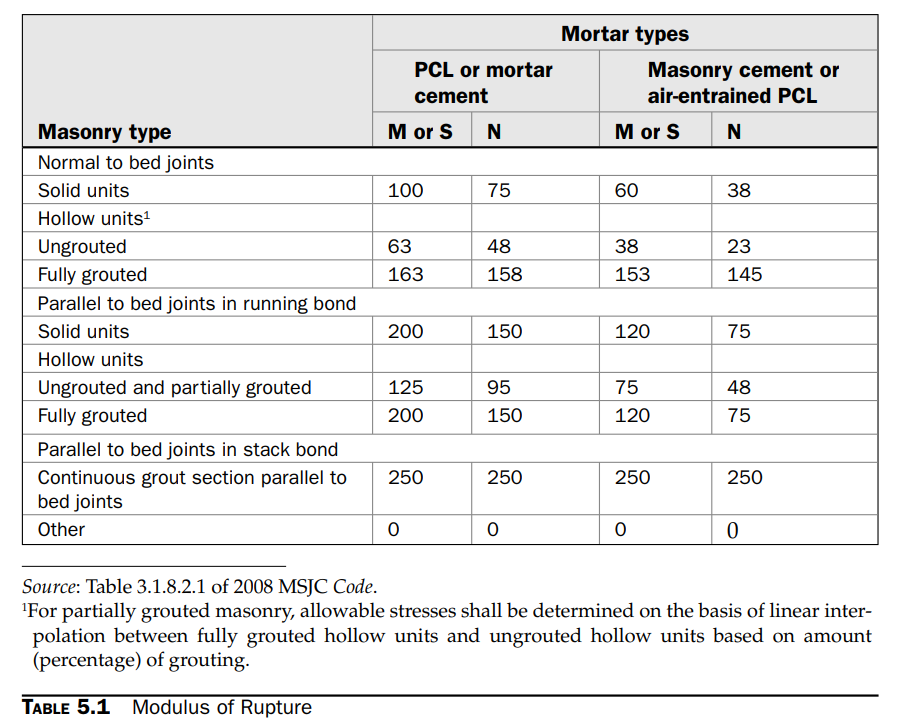 Mortar types
PCL or mortar cement
Masonry cement or air-entrained PCL
Masonry type M or S N M or S N
Normal to bed joints
Solid units 100 75 60 38
Hollow units¹
Ungrouted 63 48 38 23
Fully grouted 163 158 153 145
Parallel to bed joints in running bond
Solid units 200 150 120 75
Hollow units
Ungrouted and partially grouted 125 95 75 48
Fully grouted 200 150 120 75
Parallel to bed joints in stack bond
Continuous grout section parallel to bed joints 250 250 250 250
Other 0 0 0 0
Source: Table 3.1.8.2.1 of 2008 MSJC Code.
¹For partially grouted masonry, allowable stresses shall be determined on the basis of linear inter-
polation between fully grouted hollow units and ungrouted hollow units based on amount
(percentage) of grouting.
TABLE 5.1 Modulus of Rupture